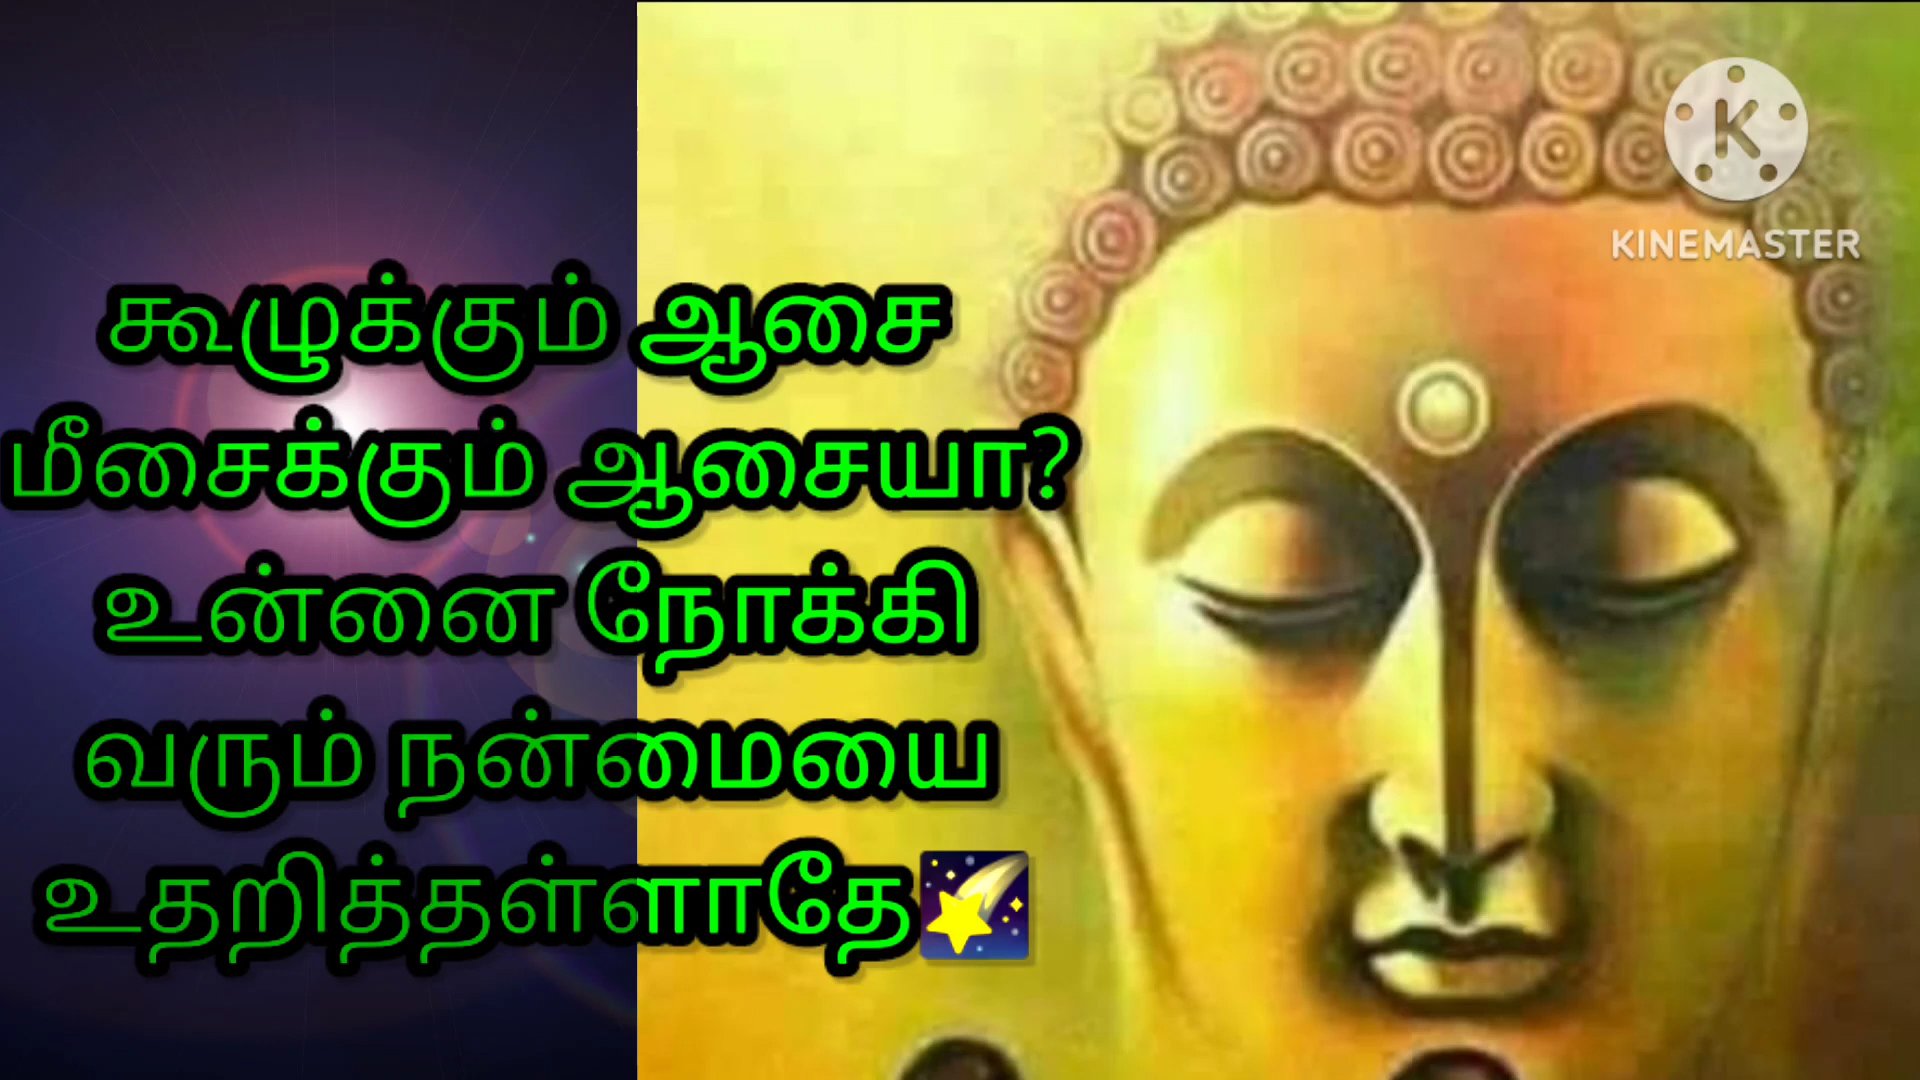 கூழுக்கும் ஆசை
மீசைக்கும் ஆசையா?
உன்னை நோக்கி
வரும் நன்மையை
உதறித்தள்ளாதே🌠
K
KINEMASTER